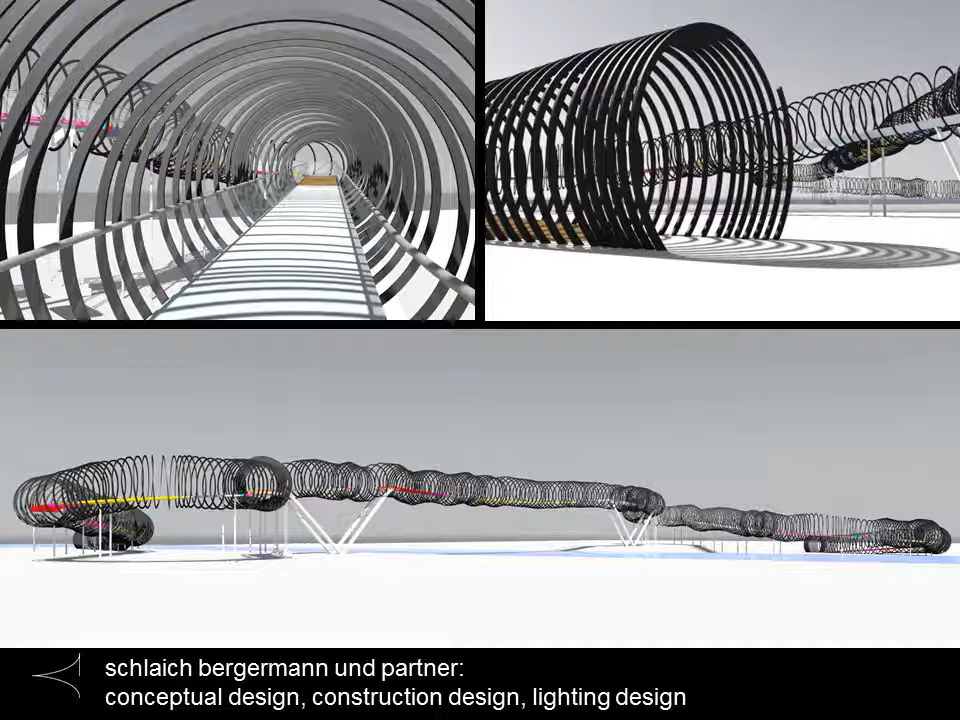 schlaich bergermann und partner:
conceptual design, construction design, lighting design